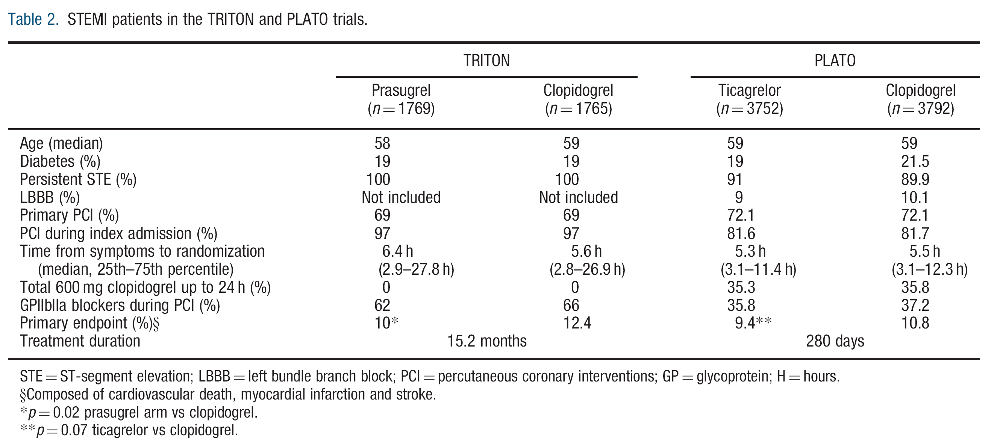 Table 2. STEMI patients in the TRITON and PLATO trials.
TRITON PLATO
Prasugrel Clopidogrel Ticagrelor Clopidogrel
(n = 1769) (n = 1765) (n = 3752) (n = 3792)
Age (median) 58 59 59 59
Diabetes (%) 19 19 19 21.5
Persistent STE (%) 100 100 91 89.9
LBBB (%) Not included Not included 9 10.1
Primary PCI (%) 69 69 72.1 72.1
PCI during index admission (%) 97 97 81.6 81.7
Time from symptoms to randomization 6.4 h 5.6 h 5.3 h 5.5 h
(median, 25th–75th percentile) (2.9–27.8 h) (2.8–26.9 h) (3.1–11.4 h) (3.1–12.3 h)
Total 600 mg clopidogrel up to 24 h (%) 0 0 35.3 35.8
GPIIbIIa blockers during PCI (%) 62 66 35.8 37.2
Primary endpoint (%)§ 10* 12.4 9.4** 10.8
Treatment duration 15.2 months 280 days
STE = ST-segment elevation; LBBB = left bundle branch block; PCI = percutaneous coronary interventions; GP = glycoprotein; H = hours.
§Composed of cardiovascular death, myocardial infarction and stroke.
*p = 0.02 prasugrel arm vs clopidogrel.
**p = 0.07 ticagrelor vs clopidogrel.